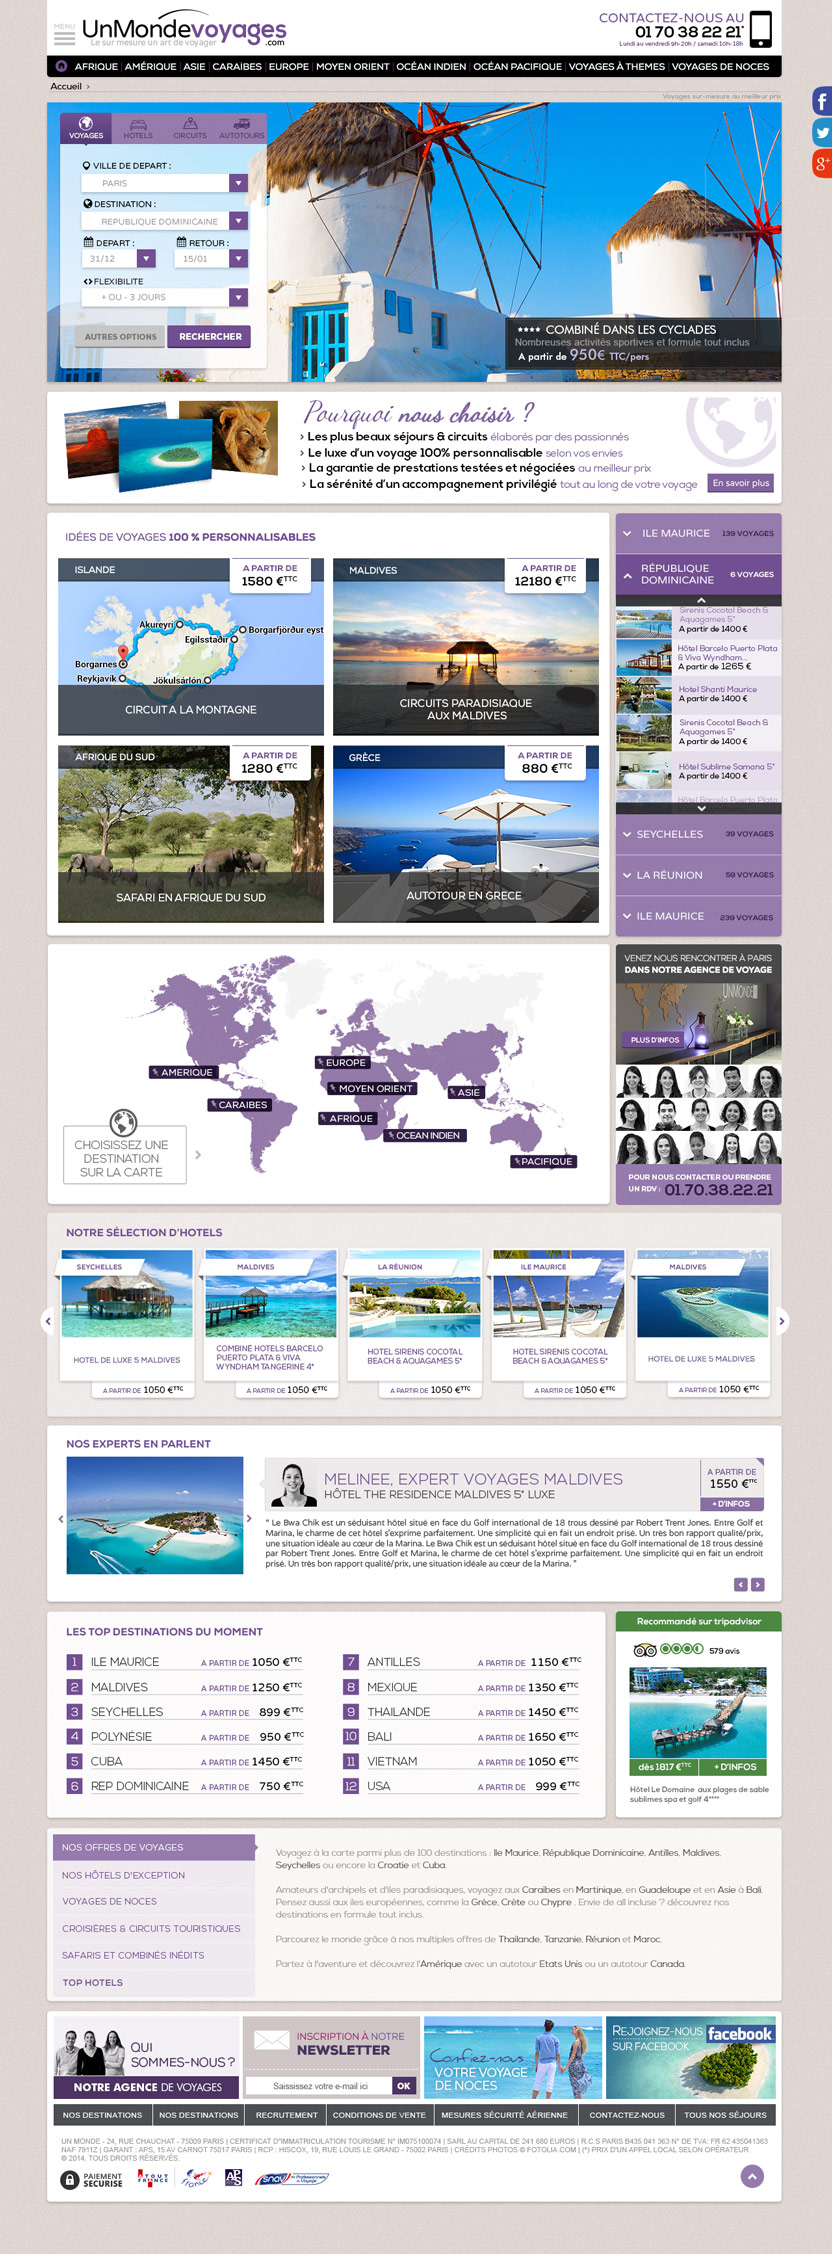 MENU
UnMondevoyages
.com
Le sur mesure un art de voyager
CONTACTEZ-NOUS AU
01 70 38 22 21*
Lundi au vendredi 9h-20h / samedi 10h-18h
AFRIQUE AMÉRIQUE ASIE CARAÏBES EUROPE MOYEN ORIENT OCÉAN INDIEN OCÉAN PACIFIQUE VOYAGES À THEMES VOYAGES DE NOCES
Accueil >
Voyages sur-mesure au meilleur prix
VOYAGES HOTELS CIRCUITS AUTOTOURS
VILLE DE DEPART :
PARIS
DESTINATION :
REPUBLIQUE DOMINICAINE
DEPART : RETOUR :
31/12 15/01
FLEXIBILITE
+ OU - 3 JOURS
AUTRES OPTIONS RECHERCHER
**** COMBINÉ DANS LES CYCLADES
Nombreuses activités sportives et formule tout inclus
A partir de 950€ TTC/pers
Pourquoi nous choisir ?
> Les plus beaux séjours & circuits élaborés par des passionnés
> Le luxe d'un voyage 100% personnalisable selon vos envies
> La garantie de prestations testées et négociées au meilleur prix
> La sérénité d'un accompagnement privilégié tout au long de votre voyage
En savoir plus
IDÉES DE VOYAGES 100 % PERSONNALISABLES
ISLANDE
A PARTIR DE
1580 €TTC
Akureyri
Borgarfjörður eyst
Egilsstaðir
Borgarnes
Reykjavik
Jökulsárlón
CIRCUIT A LA MONTAGNE
MALDIVES
A PARTIR DE
12180 €TTC
CIRCUITS PARADISIAQUE
AUX MALDIVES
AFRIQUE DU SUD
A PARTIR DE
1280 €TTC
SAFARI EN AFRIQUE DU SUD
GRÈCE
A PARTIR DE
880 €TTC
AUTOTOUR EN GRECE
ILE MAURICE 139 VOYAGES
RÉPUBLIQUE
DOMINICAINE 6 VOYAGES
Sirenis Cocotal Beach &
Aquagames 5*
A partir de 1400 €
Hôtel Barcelo Puerto Plata
& Viva Wyndham...
A partir de 1265 €
Hotel Shanti Maurice
A partir de 1400 €
Sirenis Cocotal Beach &
Aquagames 5*
A partir de 1400 €
Hôtel Sublime Samana 5*
A partir de 1400 €
Hôtel Barcelo Puerto Plata
SEYCHELLES 39 VOYAGES
LA RÉUNION 59 VOYAGES
ILE MAURICE 239 VOYAGES
AMERIQUE
CARAIBES
EUROPE
MOYEN ORIENT
ASIE
AFRIQUE
OCEAN INDIEN
PACIFIQUE
CHOISISSEZ UNE
DESTINATION
SUR LA CARTE
VENEZ NOUS RENCONTRER À PARIS
DANS NOTRE AGENCE DE VOYAGE
UNMONDE
PLUS D'INFOS
POUR NOUS CONTACTER OU PRENDRE
UN RDV : 01.70.38.22.21
NOTRE SÉLECTION D'HOTELS
SEYCHELLES
HOTEL DE LUXE 5 MALDIVES
A PARTIR DE 1050 €TTC
MALDIVES
COMBINÉ HOTELS BARCELO
PUERTO PLATA & VIVA
WYNDHAM TANGERINE 4*
A PARTIR DE 1050 €TTC
LA RÉUNION
HOTEL SIRENIS COCOTAL
BEACH & AQUAGAMES 5*
A PARTIR DE 1050 €TTC
ILE MAURICE
HOTEL SIRENIS COCOTAL
BEACH & AQUAGAMES 5*
A PARTIR DE 1050 €TTC
MALDIVES
HOTEL DE LUXE 5 MALDIVES
A PARTIR DE 1050 €TTC
NOS EXPERTS EN PARLENT
MELINEE, EXPERT VOYAGES MALDIVES
HÔTEL THE RESIDENCE MALDIVES 5* LUXE
A PARTIR DE
1550 €TTC
+ D'INFOS
" Le Bwa Chik est un séduisant hôtel situé en face du Golf international de 18 trous dessiné par Robert Trent Jones. Entre Golf et
Marina, le charme de cet hôtel s'exprime parfaitement. Une simplicité qui en fait un endroit prisé. Un très bon rapport qualité/prix,
une situation idéale au cœur de la Marina. Le Bwa Chik est un séduisant hôtel situé en face du Golf international de 18 trous dessiné
par Robert Trent Jones. Entre Golf et Marina, le charme de cet hôtel s'exprime parfaitement. Une simplicité qui en fait un endroit
prisé. Un très bon rapport qualité/prix, une situation idéale au cœur de la Marina. "
LES TOP DESTINATIONS DU MOMENT
1 ILE MAURICE A PARTIR DE 1050 €TTC
2 MALDIVES A PARTIR DE 1250 €TTC
3 SEYCHELLES A PARTIR DE 899 €TTC
4 POLYNÉSIE A PARTIR DE 950 €TTC
5 CUBA A PARTIR DE 1450 €TTC
6 REP DOMINICAINE A PARTIR DE 750 €TTC
7 ANTILLES A PARTIR DE 1150 €TTC
8 MEXIQUE A PARTIR DE 1350 €TTC
9 THAILANDE A PARTIR DE 1450 €TTC
10 BALI A PARTIR DE 1650 €TTC
11 VIETNAM A PARTIR DE 1050 €TTC
12 USA A PARTIR DE 999 €TTC
Recommandé sur tripadvisor
579 avis
dès 1817 €TTC + D'INFOS
Hôtel Le Domaine aux plages de sable
sublimes spa et golf 4****
NOS OFFRES DE VOYAGES
NOS HÔTELS D'EXCEPTION
VOYAGES DE NOCES
CROISIÈRES & CIRCUITS TOURISTIQUES
SAFARIS ET COMBINÉS INÉDITS
TOP HOTELS
Voyagez à la carte parmi plus de 100 destinations : Ile Maurice, République Dominicaine, Antilles, Maldives,
Seychelles ou encore la Croatie et Cuba.
Amateurs d'archipels et d'îles paradisiaques, voyagez aux Caraïbes en Martinique, en Guadeloupe et en Asie à Bali.
Pensez aussi aux iles européennes, comme la Grèce, Crète ou Chypre . Envie de all incluse ? découvrez nos
destinations en formule tout inclus.
Parcourez le monde grâce à nos multiples offres de Thaïlande, Tanzanie, Réunion et Maroc.
Partez à l'aventure et découvrez l'Amérique avec un autotour Etats Unis ou un autotour Canada.
QUI
SOMMES-NOUS ?
NOTRE AGENCE DE VOYAGES
INSCRIPTION À NOTRE
NEWSLETTER
Saississez votre e-mail ici OK
Confiez-nous
VOTRE VOYAGE
DE NOCES
REJOIGNEZ-NOUS facebook
SUR FACEBOOK
NOS DESTINATIONS NOS DESTINATIONS RECRUTEMENT CONDITIONS DE VENTE MESURES SÉCURITÉ AÉRIENNE CONTACTEZ-NOUS TOUS NOS SÉJOURS
UN MONDE - 24, RUE CHAUCHAT - 75009 PARIS | CERTIFICAT D'IMMATRICULATION TOURISME N° IM075100074 | SARL AU CAPITAL DE 241 680 EUROS | R.C.S PARIS B435 041 363 N° DE TVA: FR 62 435041363
NAF 7911Z | GARANT : APS, 15 AV CARNOT 75017 PARIS | RCP : HISCOX, 19, RUE LOUIS LE GRAND - 75002 PARIS | CRÉDITS PHOTOS © FOTOLIA.COM | (*) PRIX D'UN APPEL LOCAL SELON OPÉRATEUR
© 2014. TOUS DROITS RÉSERVÉS.
PAIEMENT
SECURISE
TOUT
FRANCE
France
APS
snav